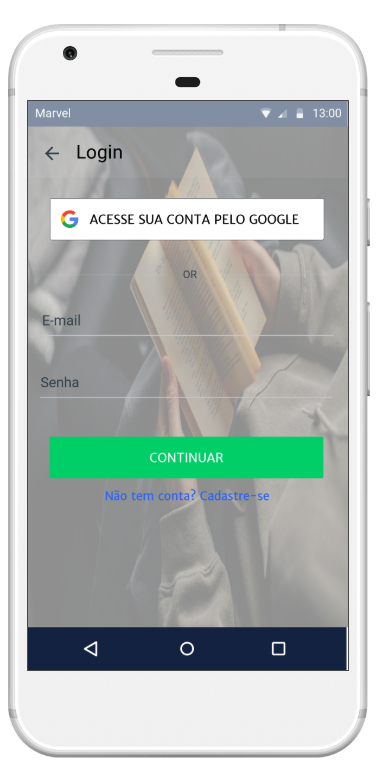 Marvel 13:00
Login
ACESSE SUA CONTA PELO GOOGLE
OR
E-mail
Senha
CONTINUAR
Não tem conta? Cadastre-se